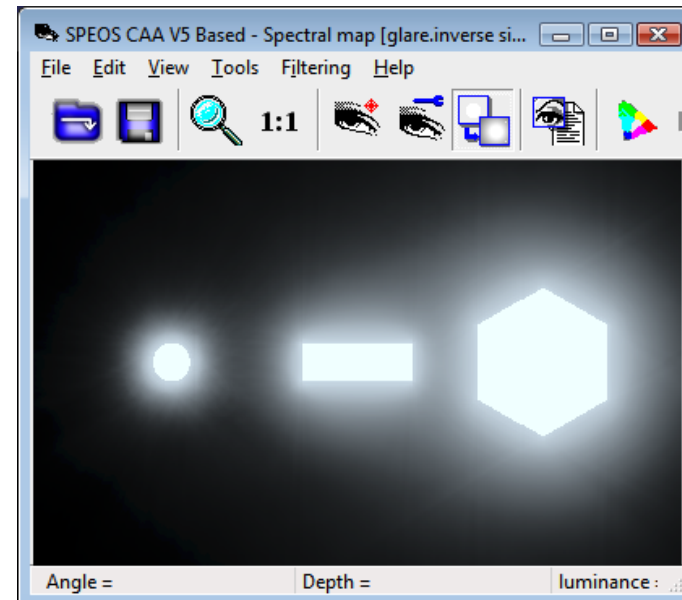 SPEOS CAA V5 Based - Spectral map [glare.inverse si...
File Edit View Tools Filtering Help
1:1
Angle = Depth = luminance :